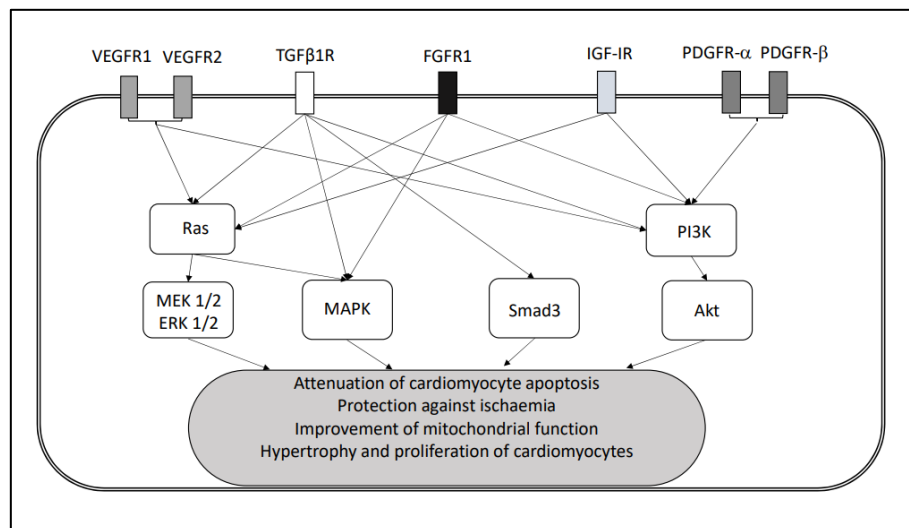 VEGFR1 VEGFR2 TGFβ1R FGFR1 IGF-IR PDGFR-α PDGFR-β
Ras PI3K
MEK 1/2
ERK 1/2
MAPK Smad3 Akt
Attenuation of cardiomyocyte apoptosis
Protection against ischaemia
Improvement of mitochondrial function
Hypertrophy and proliferation of cardiomyocytes